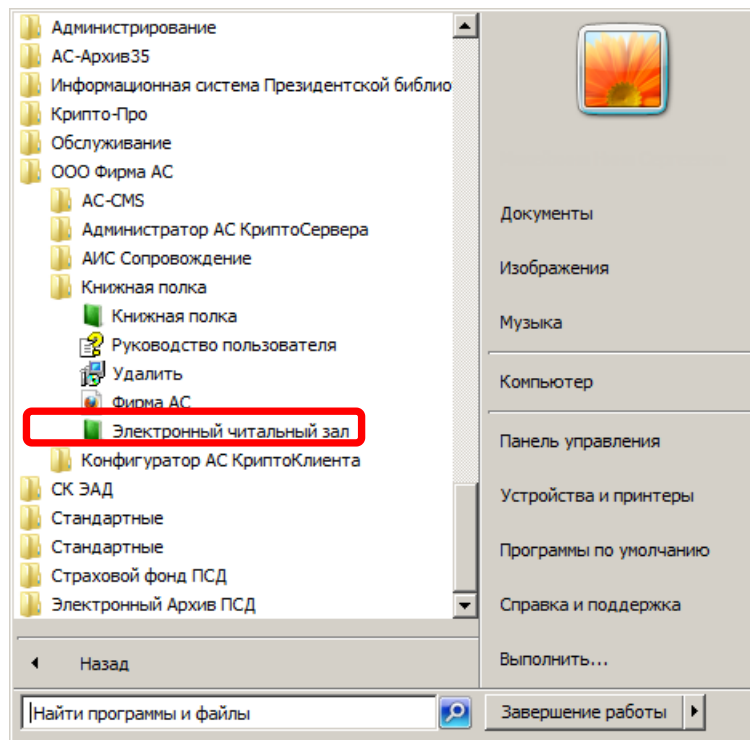 Администрирование
АС-Архив35
Информационная система Президентской библио
Крипто-Про
Обслуживание
ООО Фирма АС
AC-CMS
Администратор АС КриптоСервера
АИС Сопровождение
Книжная полка
Книжная полка
Руководство пользователя
Удалить
Фирма АС
Электронный читальный зал
Конфигуратор АС КриптоКлиента
СК ЭАД
Стандартные
Стандартные
Страховой фонд ПСД
Электронный Архив ПСД
Назад
Найти программы и файлы
Документы
Изображения
Музыка
Компьютер
Панель управления
Устройства и принтеры
Программы по умолчанию
Справка и поддержка
Выполнить...
Завершение работы